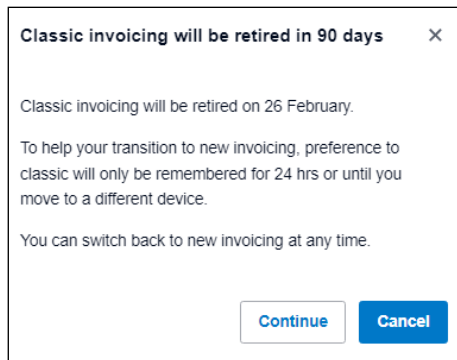 Classic invoicing will be retired in 90 days
Classic invoicing will be retired on 26 February.
To help your transition to new invoicing, preference to
classic will only be remembered for 24 hrs or until you
move to a different device.
You can switch back to new invoicing at any time.
Continue
Cancel